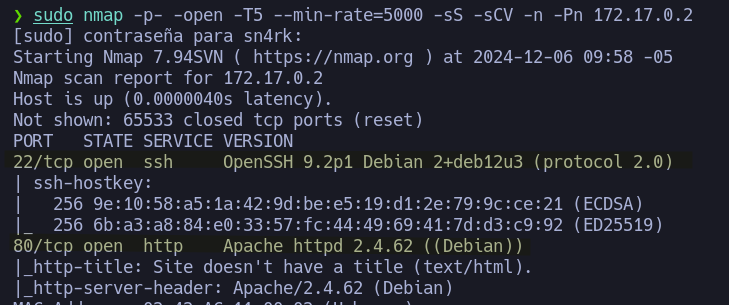 ❯ sudo nmap -p- -open -T5 --min-rate=5000 -sS -sCV -n -Pn 172.17.0.2
[sudo] contraseña para sn4rk:
Starting Nmap 7.94SVN ( https://nmap.org ) at 2024-12-06 09:58 -05
Nmap scan report for 172.17.0.2
Host is up (0.0000040s latency).
Not shown: 65533 closed tcp ports (reset)
PORT   STATE SERVICE VERSION
22/tcp open  ssh     OpenSSH 9.2p1 Debian 2+deb12u3 (protocol 2.0)
| ssh-hostkey:
|   256 9e:10:58:a5:1a:42:9d:be:e5:19:d1:2e:79:9c:ce:21 (ECDSA)
|_  256 6b:a3:a8:84:e0:33:57:fc:44:49:69:41:7d:d3:c9:92 (ED25519)
80/tcp open  http    Apache httpd 2.4.62 ((Debian))
|_http-title: Site doesn't have a title (text/html).
|_http-server-header: Apache/2.4.62 (Debian)